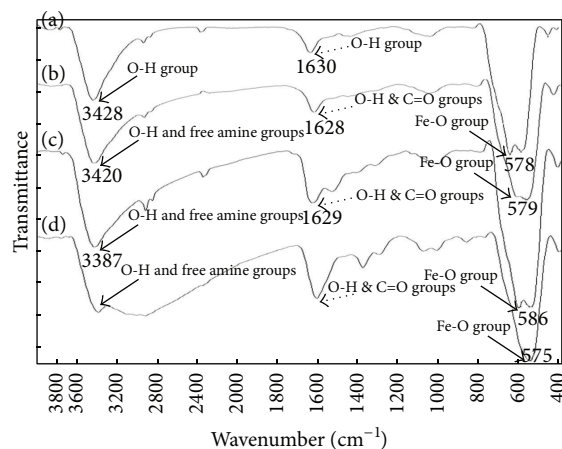 (a)
O-H group
1630
O-H group
3428
(b)
O-H & C=O groups
1628
Fe-O group
578
O-H and free amine groups
3420
(c)
Fe-O group
579
O-H & C=O groups
1629
O-H and free amine groups
3387
(d)
O-H and free amine groups
O-H & C=O groups
Fe-O group
586
Fe-O group
575
Transmittance
3800
3600
3200
2800
2400
2000
1600
1200
1000
800
600
400
Wavenumber (cm⁻¹)